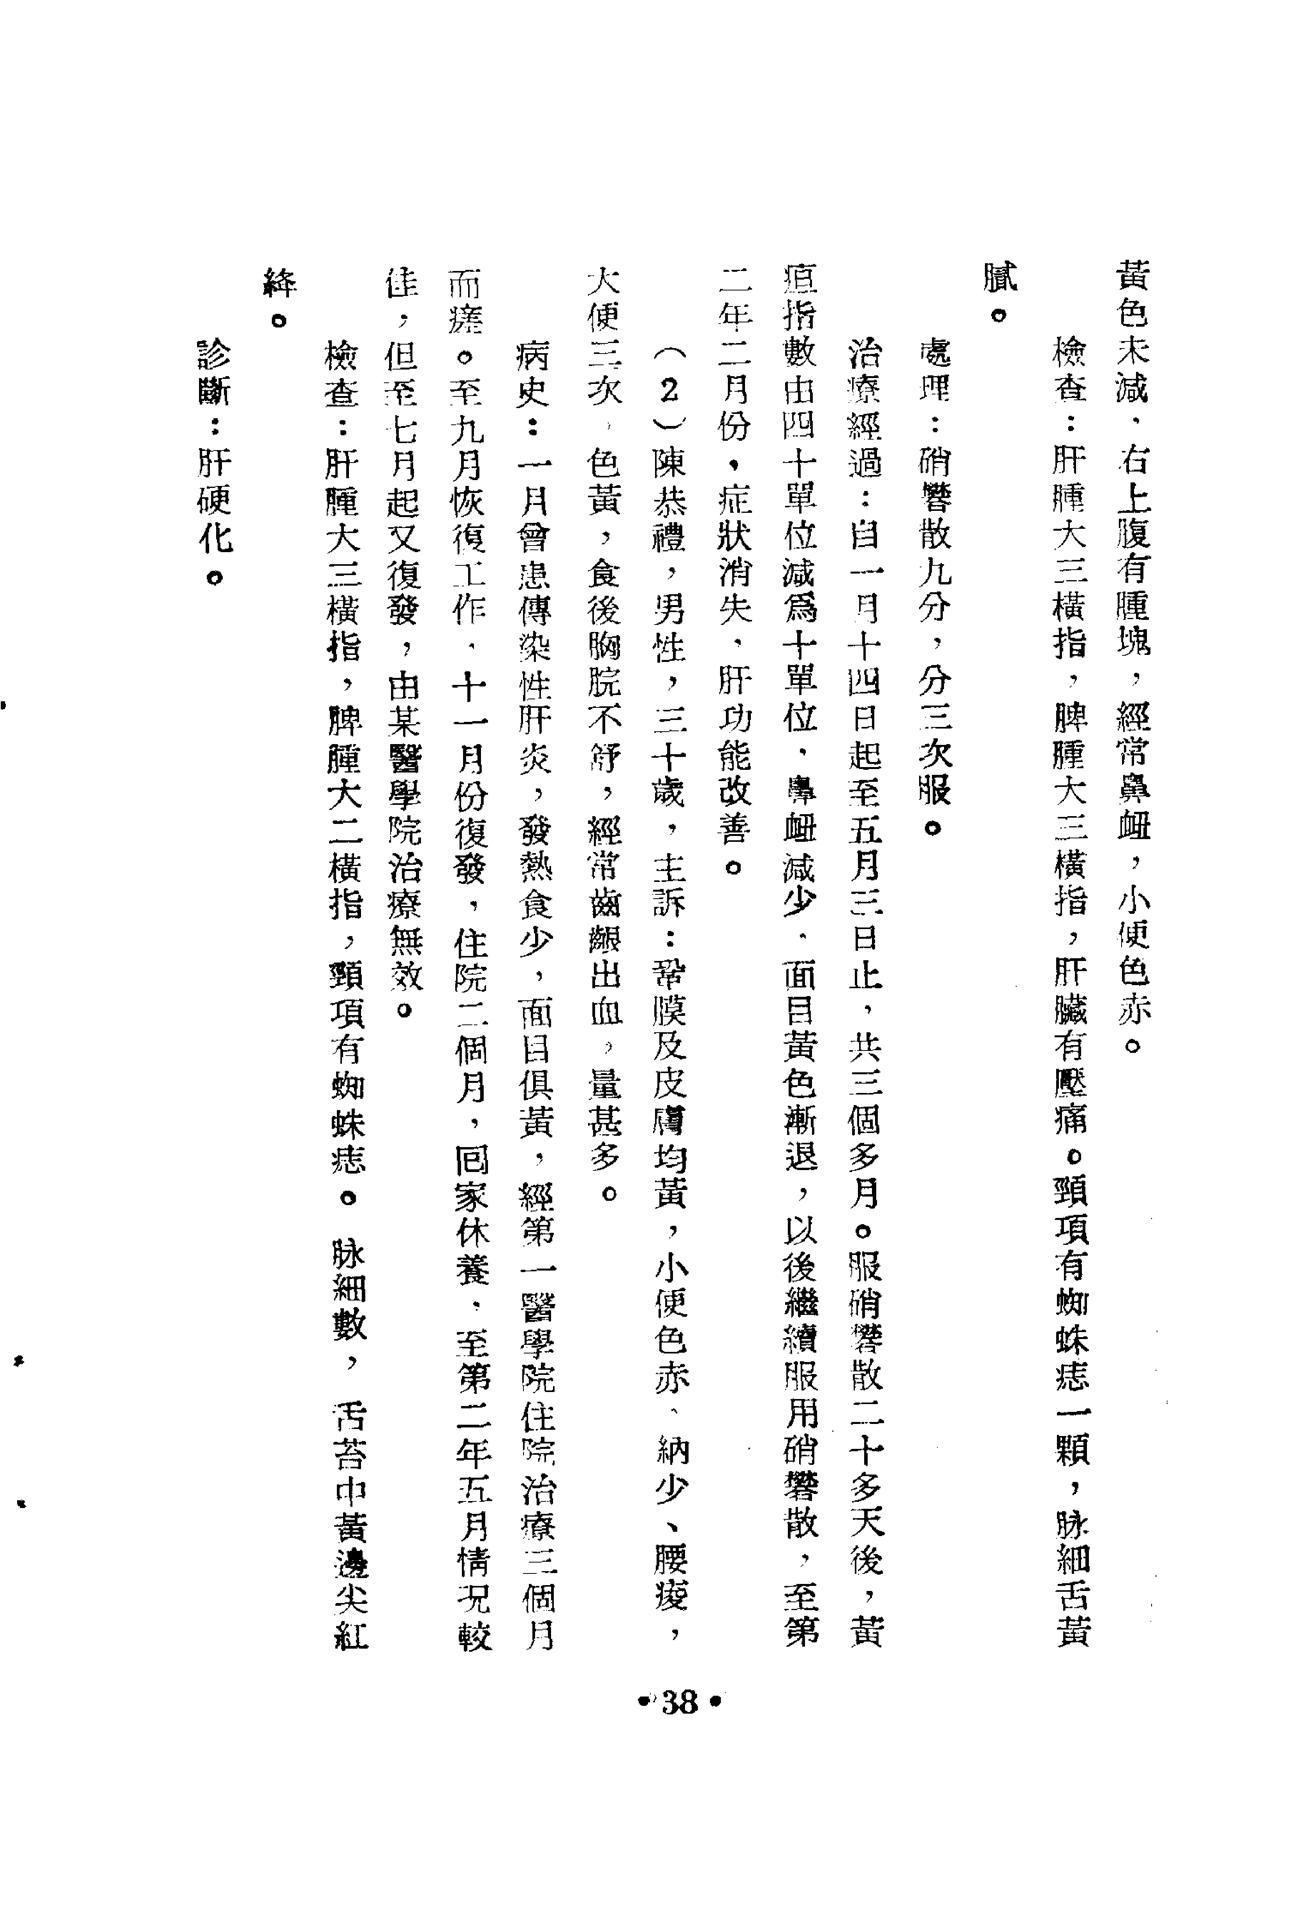 黃色未減、右上腹有腫塊，經常鼻衄，小便色赤。
檢查：肝腫大三橫指，脾腫大三橫指，肝臟有壓痛。頸項有蜘蛛痣一顆，脉細舌黃
膩。
處理：硝礬散九分，分三次服。
治療經過：自一月十四日起至五月三日止，共三個多月。服硝礬散二十多天後，黃
疸指數由四十單位減爲十單位、鼻衄減少、面目黃色漸退，以後繼續服用硝礬散，至第
二年二月份，症狀消失、肝功能改善。
（2）陳恭禮，男性，三十歲，主訴：鞏膜及皮膚均黃，小便色赤、納少、腰痠，
大便三次，色黃，食後胸脘不舒，經常齒齦出血，量甚多。
病史：一月曾患傳染性肝炎，發熱食少，面目俱黃，經第一醫學院住院治療三個月
而瘥。至九月恢復工作、十一月份復發，住院二個月，回家休養、至第二年五月情况較
佳，但至七月起又復發，由某醫學院治療無效。
檢查：肝腫大三橫指，脾腫大二橫指，頸項有蜘蛛痣。脉細數，舌苔中黃邊尖紅
絳。
診斷：肝硬化。
•38•